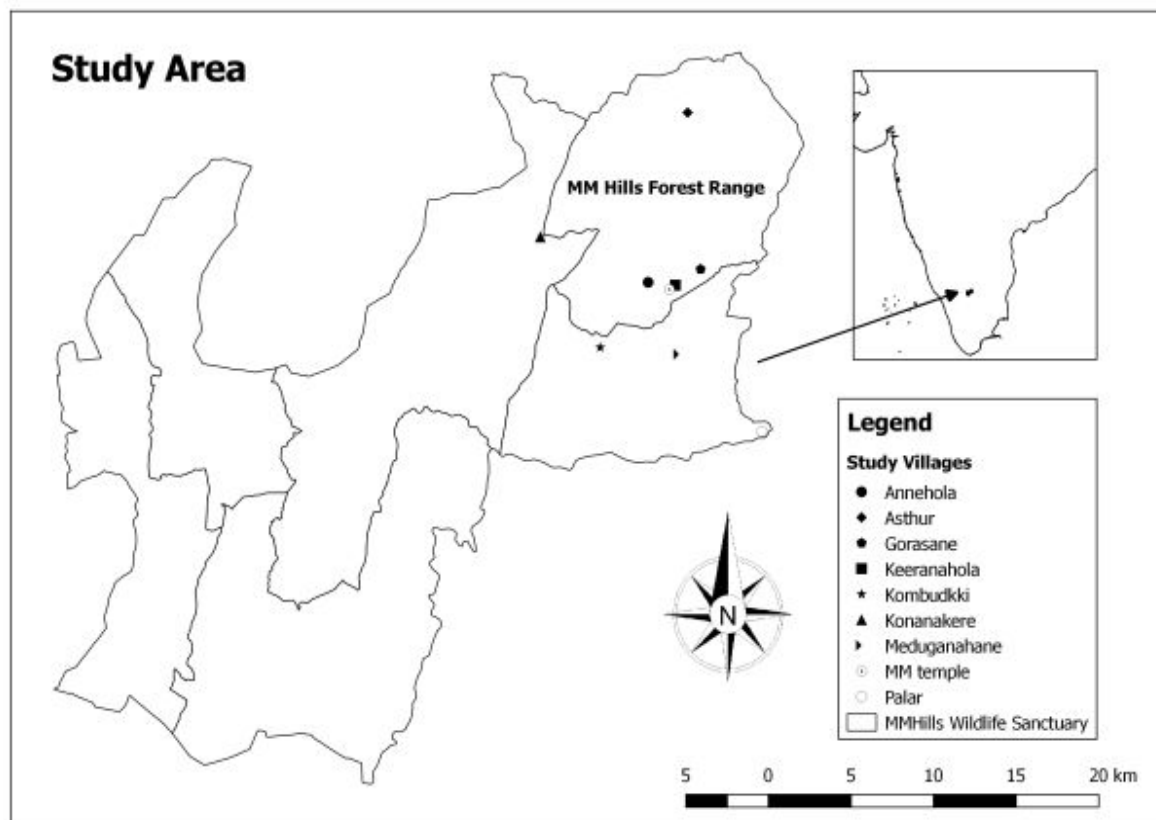 Study Area
MM Hills Forest Range
Legend
Study Villages
Annehola
Asthur
Gorasane
Keeranahola
Kombudkki
Konanakere
Meduganahane
MM temple
Palar
MMHills Wildlife Sanctuary
N
5 0 5 10 15 20 km